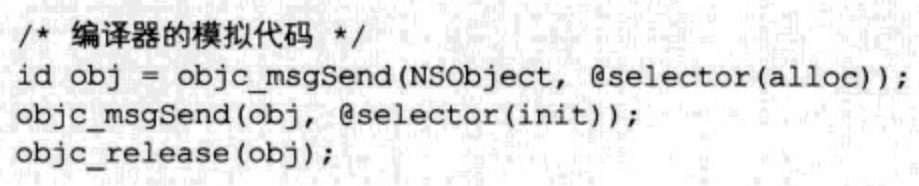 /* 编译器的模拟代码 */
id obj = objc_msgSend(NSObject, @selector(alloc));
objc_msgSend(obj, @selector(init));
objc_release(obj);